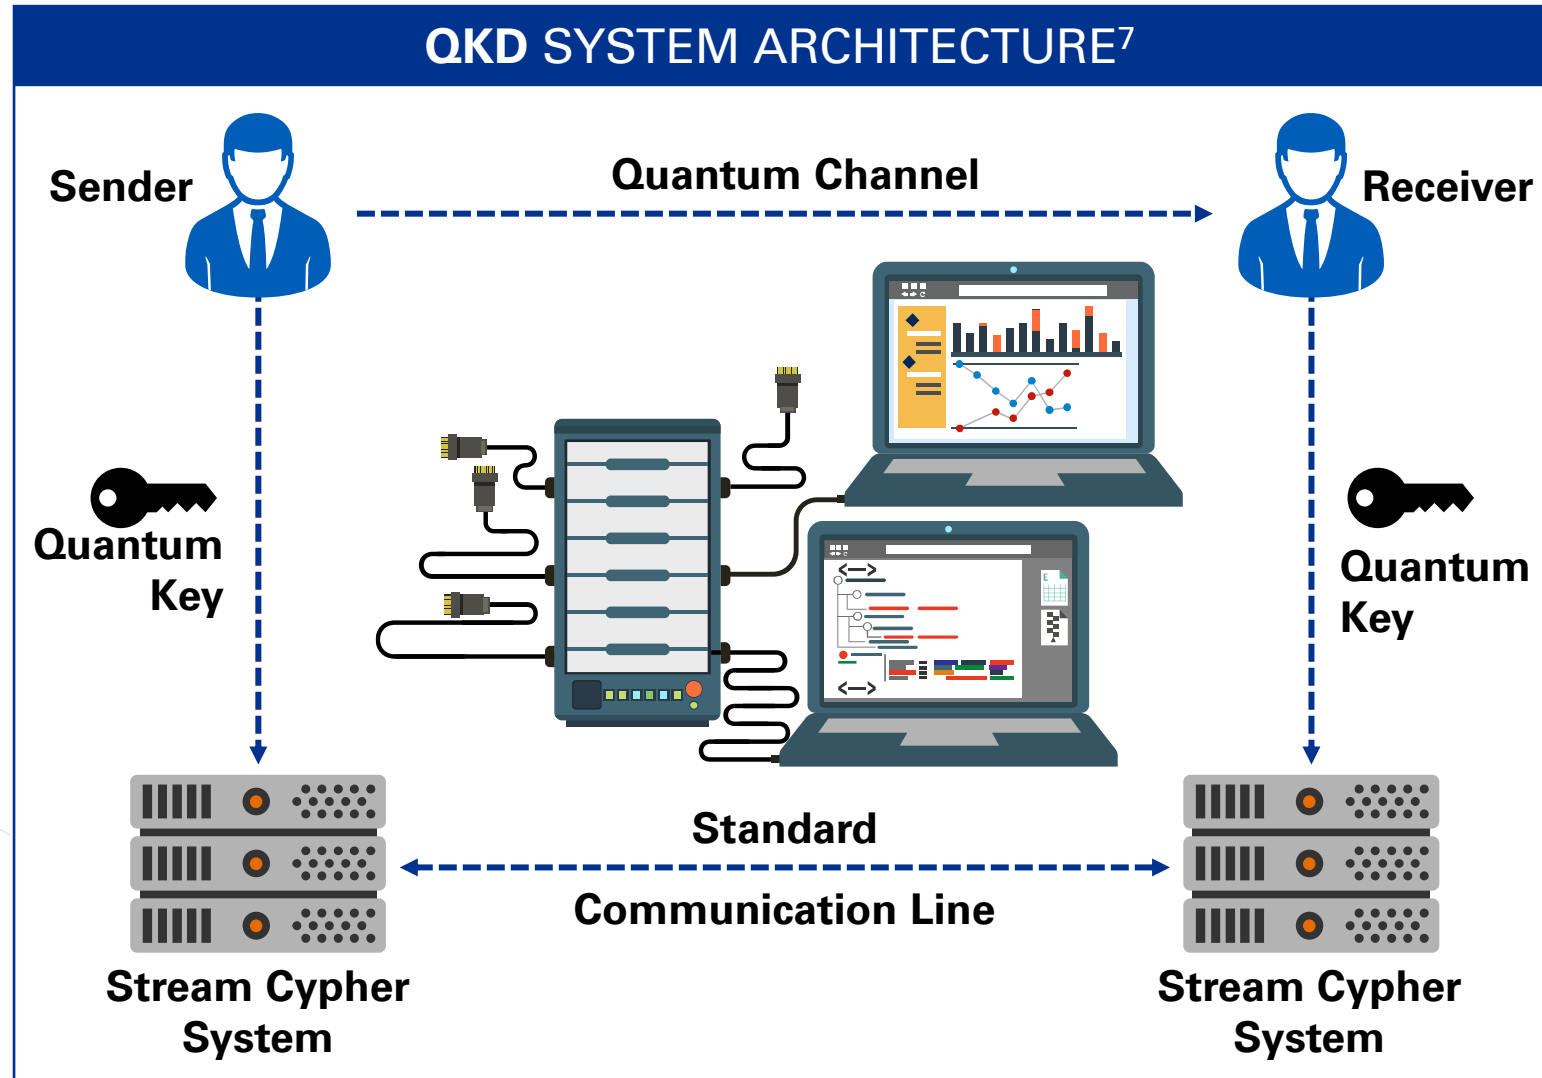 QKD SYSTEM ARCHITECTURE⁷
Sender
Quantum Channel
Receiver
Quantum
Key
Quantum
Key
Standard
Communication Line
Stream Cypher
System
Stream Cypher
System